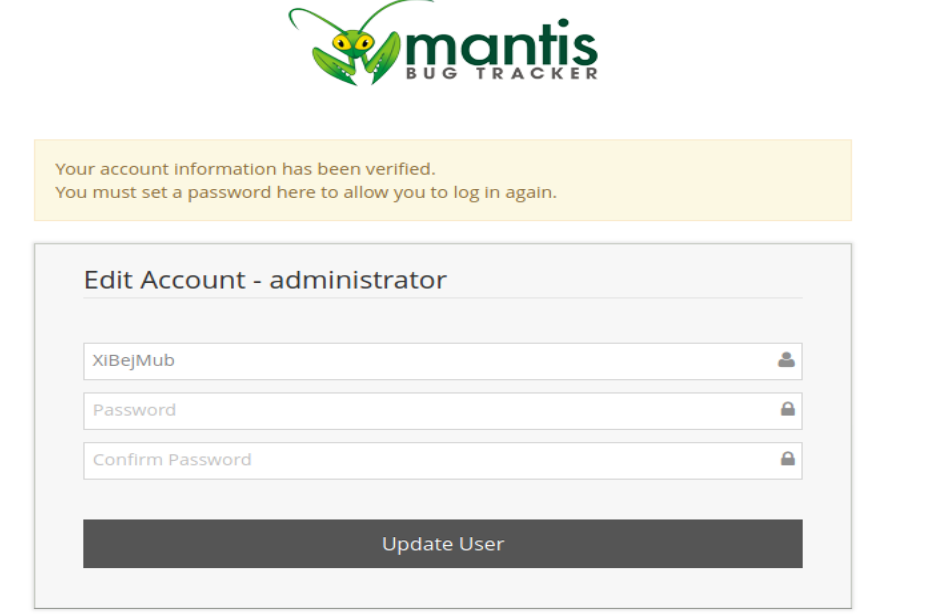 mantis
BUG TRACKER
Your account information has been verified.
You must set a password here to allow you to log in again.
Edit Account - administrator
XiBejMub
Password
Confirm Password
Update User